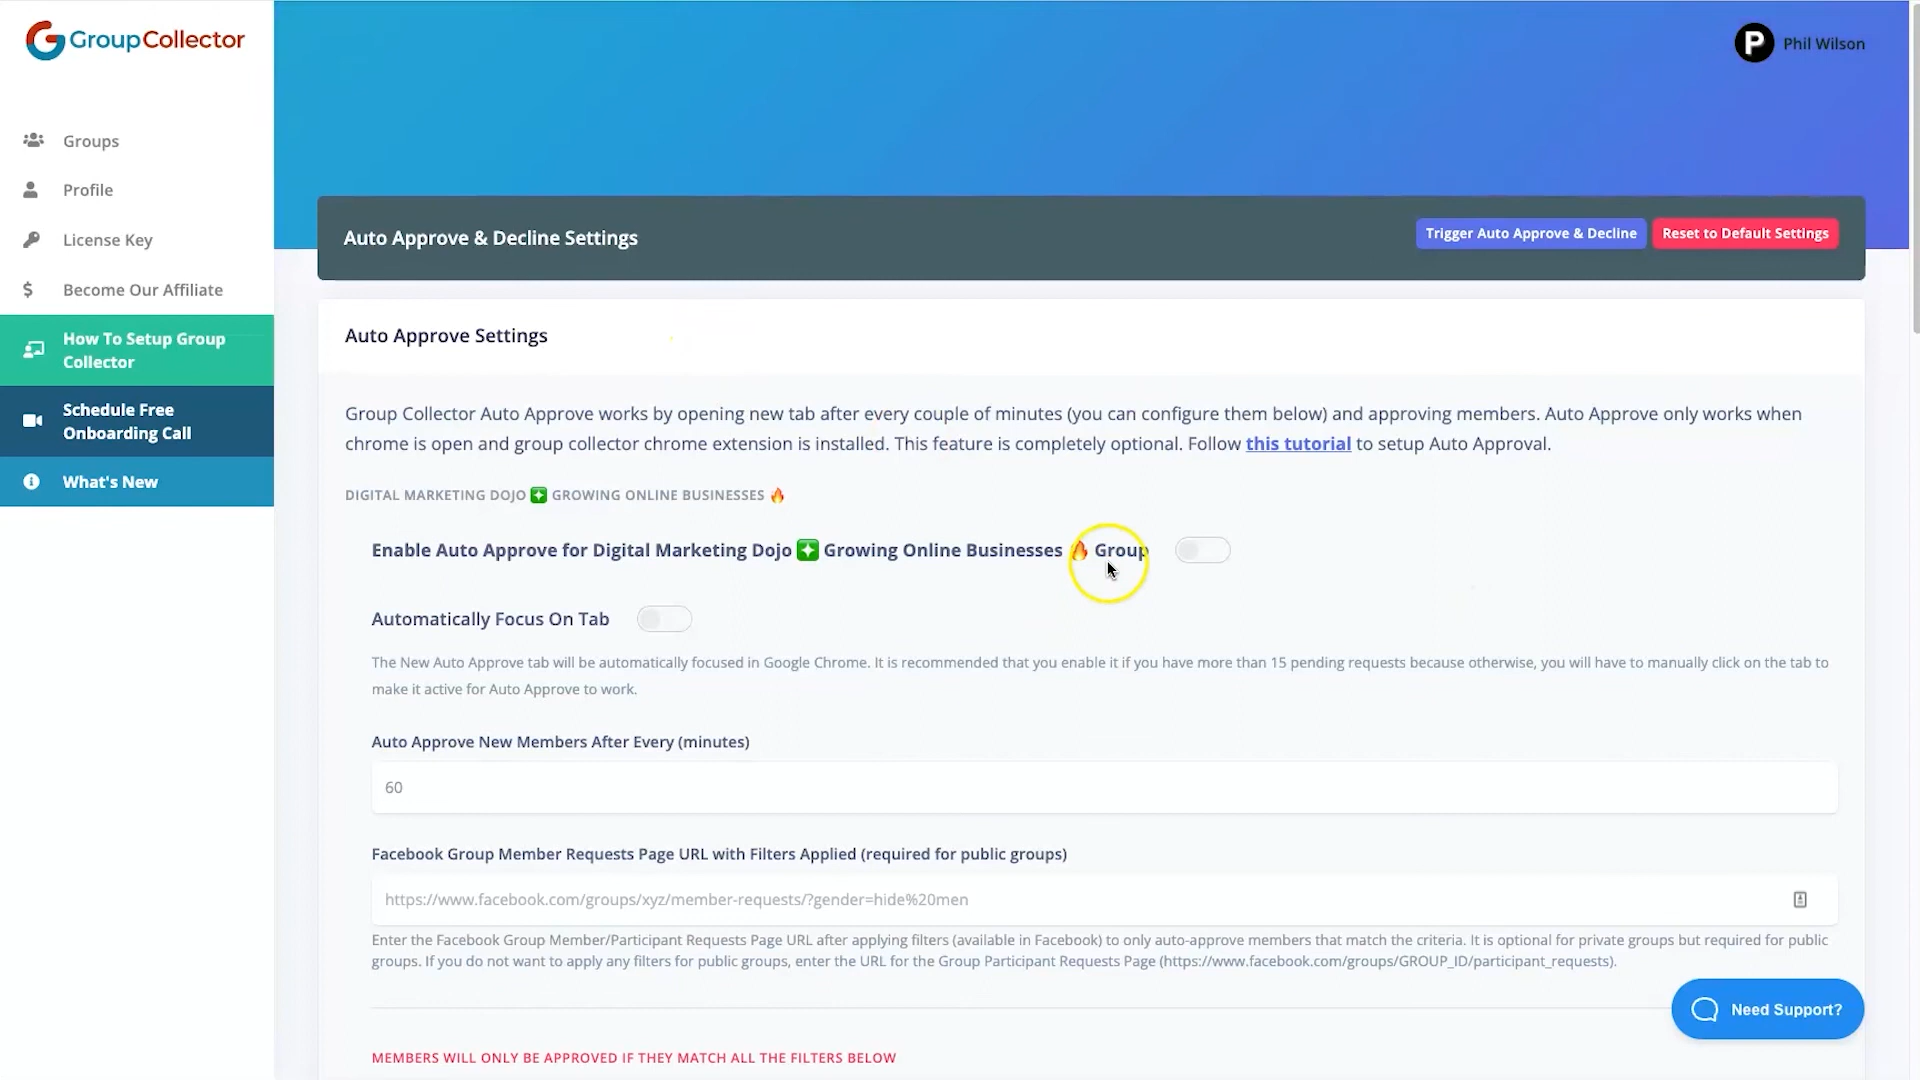 GroupCollector
Phil Wilson
Groups
Profile
License Key
$ Become Our Affiliate
How To Setup Group
Collector
Schedule Free
Onboarding Call
What's New
Auto Approve & Decline Settings
Trigger Auto Approve & Decline
Reset to Default Settings
Auto Approve Settings
Group Collector Auto Approve works by opening new tab after every couple of minutes (you can configure them below) and approving members. Auto Approve only works when
chrome is open and group collector chrome extension is installed. This feature is completely optional. Follow this tutorial to setup Auto Approval.
DIGITAL MARKETING DOJO ❇️ GROWING ONLINE BUSINESSES 🔥
Enable Auto Approve for Digital Marketing Dojo ❇️ Growing Online Businesses 🔥 Group
Automatically Focus On Tab
The New Auto Approve tab will be automatically focused in Google Chrome. It is recommended that you enable it if you have more than 15 pending requests because otherwise, you will have to manually click on the tab to
make it active for Auto Approve to work.
Auto Approve New Members After Every (minutes)
60
Facebook Group Member Requests Page URL with Filters Applied (required for public groups)
https://www.facebook.com/groups/xyz/member-requests/?gender=hide%20men
Enter the Facebook Group Member/Participant Requests Page URL after applying filters (available in Facebook) to only auto-approve members that match the criteria. It is optional for private groups but required for public
groups. If you do not want to apply any filters for public groups, enter the URL for the Group Participant Requests Page (https://www.facebook.com/groups/GROUP_ID/participant_requests).
Need Support?
MEMBERS WILL ONLY BE APPROVED IF THEY MATCH ALL THE FILTERS BELOW